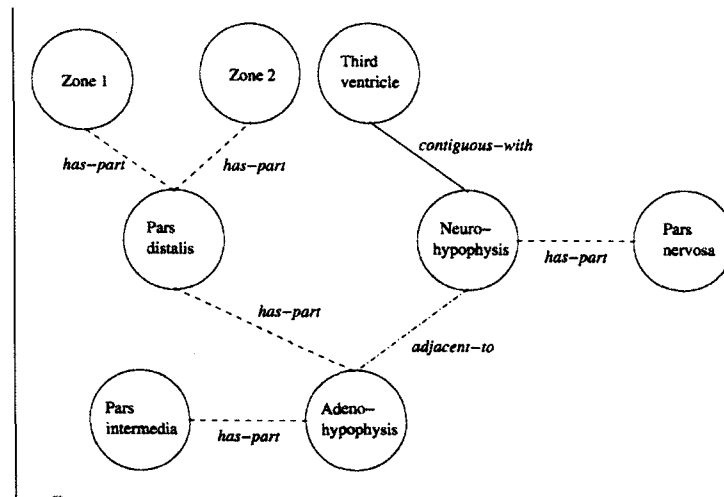 Zone 1
Zone 2
Third
ventricle
contiguous−with
has−part
has−part
Pars
distalis
Neuro−
hypophysis
has−part
Pars
nervosa
has−part
adjacent−to
Pars
intermedia
has−part
Adeno−
hypophysis